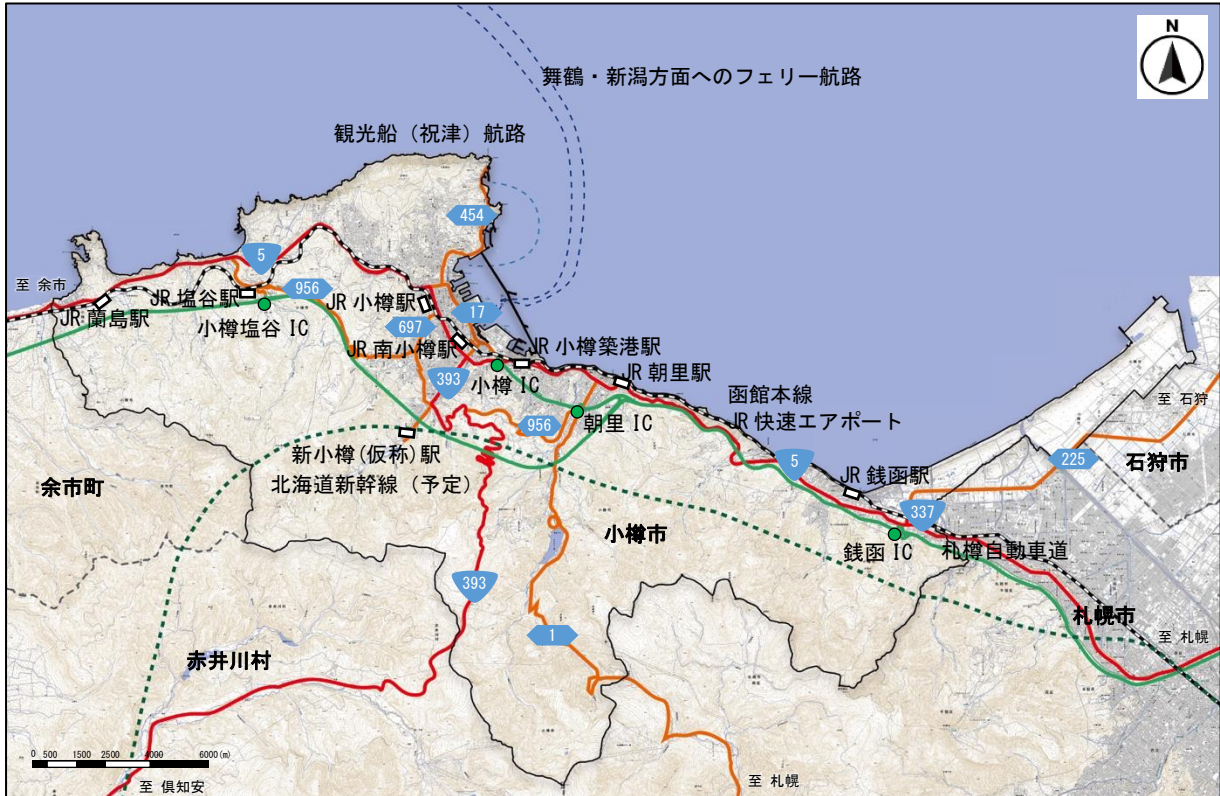 N
舞鶴・新潟方面へのフェリー航路
観光船（祝津）航路
454
5
至 余市
956
JR 塩谷駅
JR 蘭島駅
小樽塩谷 IC
JR 小樽駅
17
697
JR 南小樽駅
JR 小樽築港駅
393
小樽 IC
JR 朝里駅
956
朝里 IC
函館本線
JR 快速エアポート
至 石狩
新小樽(仮称)駅
北海道新幹線（予定）
5
225
石狩市
JR 銭函駅
余市町
337
小樽市
銭函 IC
札樽自動車道
393
札幌市
1
至 札幌
赤井川村
0 500 1500 2500 4000 6000 (m)
至 倶知安
至 札幌